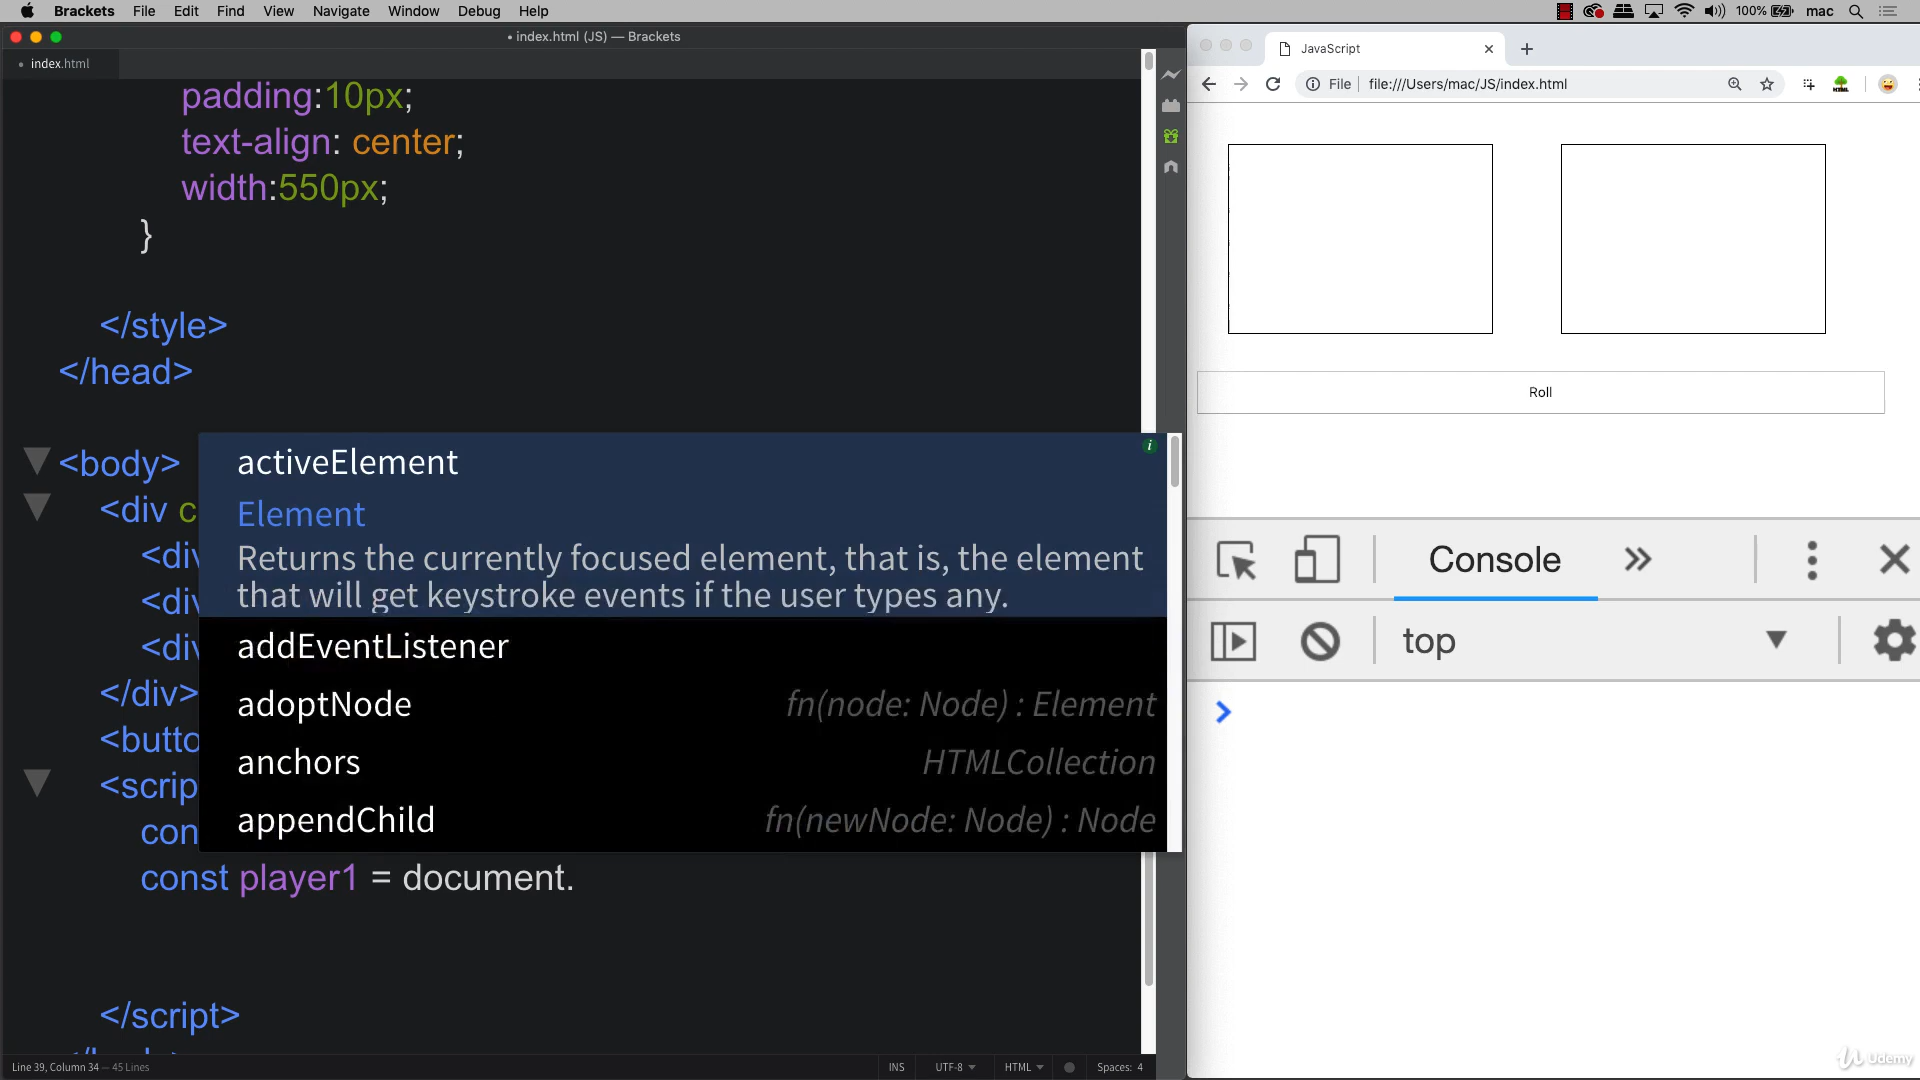 Brackets File Edit Find View Navigate Window Debug Help 100% mac
• index.html (JS) — Brackets
• index.html
padding:10px;
text-align: center;
width:550px;
}
</style>
</head>
<body>
<div c
<div
<div
<div
</div>
<butto
<scrip
con
const player1 = document.
</script>
activeElement
Element
Returns the currently focused element, that is, the element
that will get keystroke events if the user types any.
addEventListener
adoptNode fn(node: Node) : Element
anchors HTMLCollection
appendChild fn(newNode: Node) : Node
Line 39, Column 34 — 45 Lines INS UTF-8 HTML Spaces: 4
JavaScript
File file:///Users/mac/JS/index.html
Roll
Console
top
Udemy